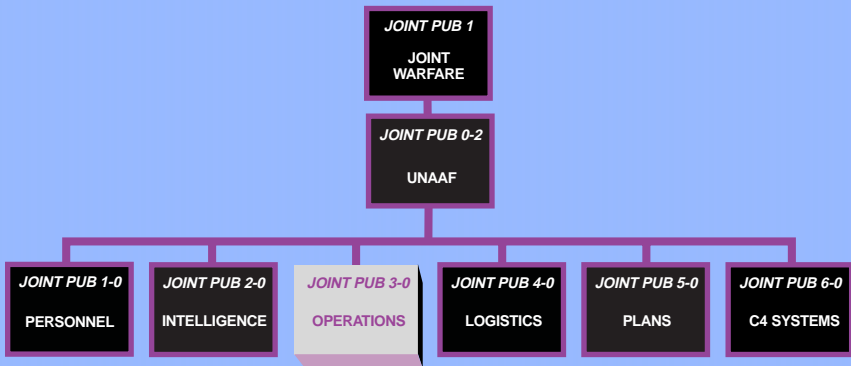 JOINT PUB 1
JOINT
WARFARE
JOINT PUB 0-2
UNAAF
JOINT PUB 1-0
PERSONNEL
JOINT PUB 2-0
INTELLIGENCE
JOINT PUB 3-0
OPERATIONS
JOINT PUB 4-0
LOGISTICS
JOINT PUB 5-0
PLANS
JOINT PUB 6-0
C4 SYSTEMS